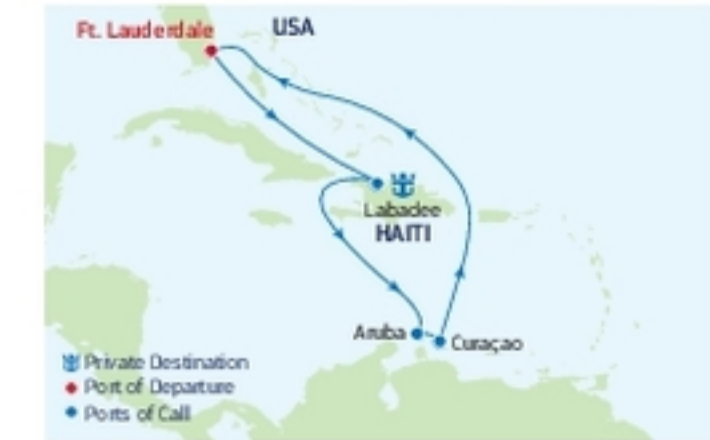 Ft. Lauderdale
USA
Labadee
HAITI
Aruba
Curaçao
Private Destination
Port of Departure
Ports of Call